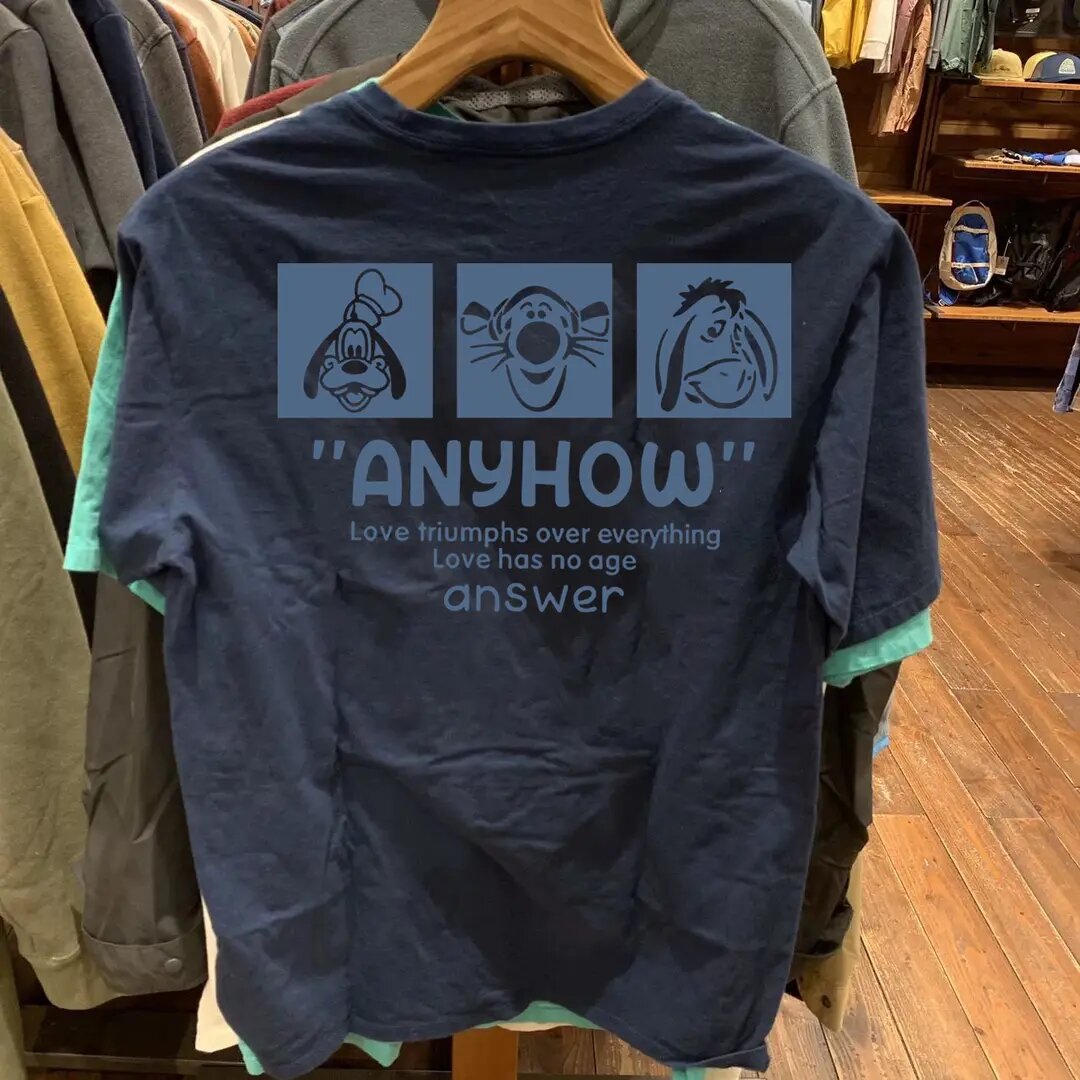 "ANYHOW"
Love triumphs over everything
Love has no age
answer